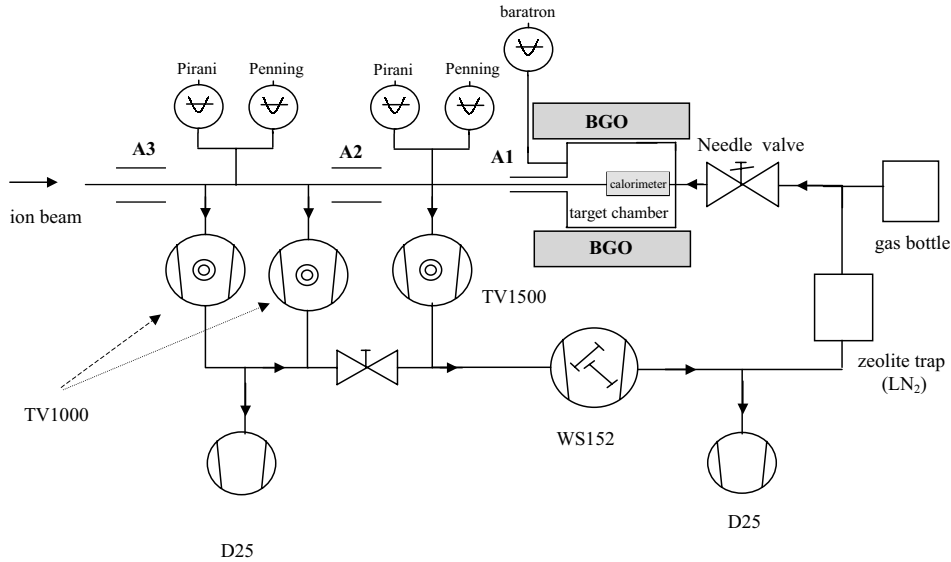 baratron
Pirani
Penning
Pirani
Penning
BGO
A3
A2
A1
Needle valve
calorimeter
ion beam
target chamber
gas bottle
BGO
TV1500
zeolite trap
(LN₂)
TV1000
WS152
D25
D25